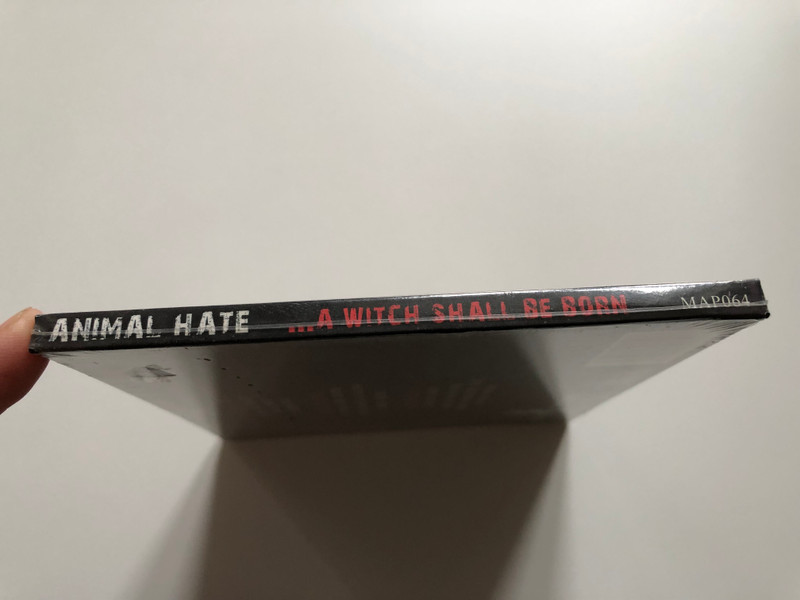 ANIMAL HATE ...A WITCH SHALL BE BORN MAP064